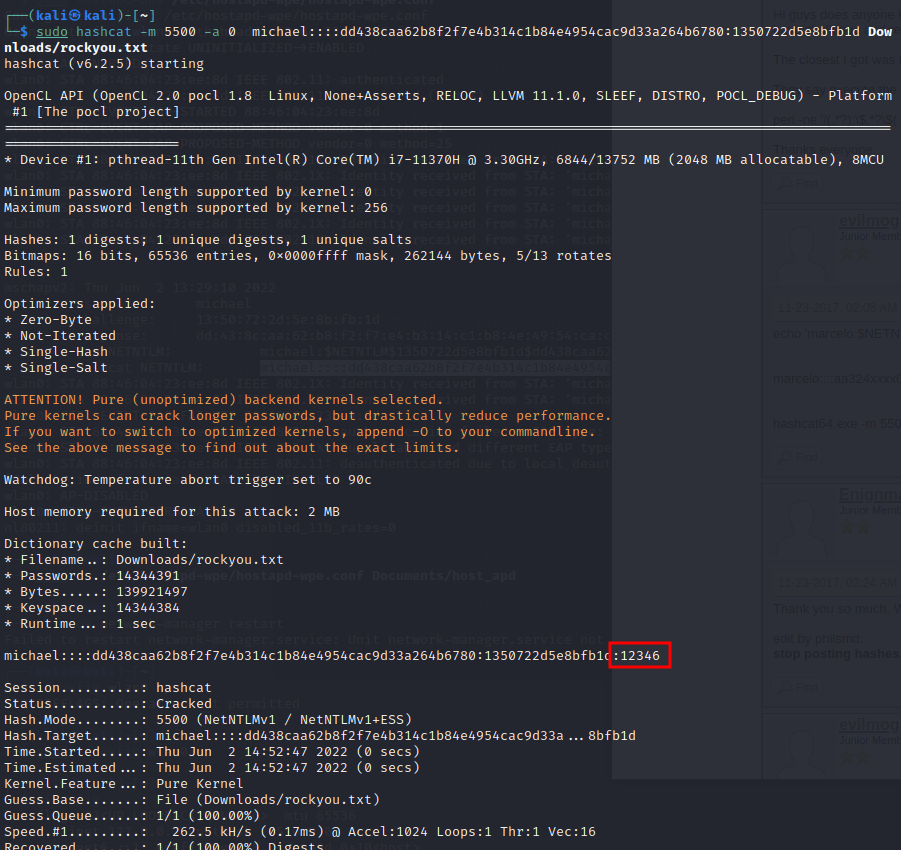 ┌──(kali㉿kali)-[~]
└─$ sudo hashcat -m 5500 -a 0  michael::::dd438caa62b8f2f7e4b314c1b84e4954cac9d33a264b6780:1350722d5e8bfb1d Dow
nloads/rockyou.txt
hashcat (v6.2.5) starting
OpenCL API (OpenCL 2.0 pocl 1.8  Linux, None+Asserts, RELOC, LLVM 11.1.0, SLEEF, DISTRO, POCL_DEBUG) - Platform
#1 [The pocl project]
* Device #1: pthread-11th Gen Intel(R) Core(TM) i7-11370H @ 3.30GHz, 6844/13752 MB (2048 MB allocatable), 8MCU
Minimum password length supported by kernel: 0
Maximum password length supported by kernel: 256
Hashes: 1 digests; 1 unique digests, 1 unique salts
Bitmaps: 16 bits, 65536 entries, 0x0000ffff mask, 262144 bytes, 5/13 rotates
Rules: 1
Optimizers applied:
* Zero-Byte
* Not-Iterated
* Single-Hash
* Single-Salt
ATTENTION! Pure (unoptimized) backend kernels selected.
Pure kernels can crack longer passwords, but drastically reduce performance.
If you want to switch to optimized kernels, append -O to your commandline.
See the above message to find out about the exact limits.
Watchdog: Temperature abort trigger set to 90c
Host memory required for this attack: 2 MB
Dictionary cache built:
* Filename..: Downloads/rockyou.txt
* Passwords.: 14344391
* Bytes.....: 139921497
* Keyspace..: 14344384
* Runtime...: 1 sec
michael::::dd438caa62b8f2f7e4b314c1b84e4954cac9d33a264b6780:1350722d5e8bfb1d:12346
Session..........: hashcat
Status...........: Cracked
Hash.Mode........: 5500 (NetNTLMv1 / NetNTLMv1+ESS)
Hash.Target......: michael::::dd438caa62b8f2f7e4b314c1b84e4954cac9d33a...8bfb1d
Time.Started.....: Thu Jun  2 14:52:47 2022 (0 secs)
Time.Estimated...: Thu Jun  2 14:52:47 2022 (0 secs)
Kernel.Feature...: Pure Kernel
Guess.Base.......: File (Downloads/rockyou.txt)
Guess.Queue......: 1/1 (100.00%)
Speed.#1.........:   262.5 kH/s (0.17ms) @ Accel:1024 Loops:1 Thr:1 Vec:16
Recovered........: 1/1 (100.00%) Digests